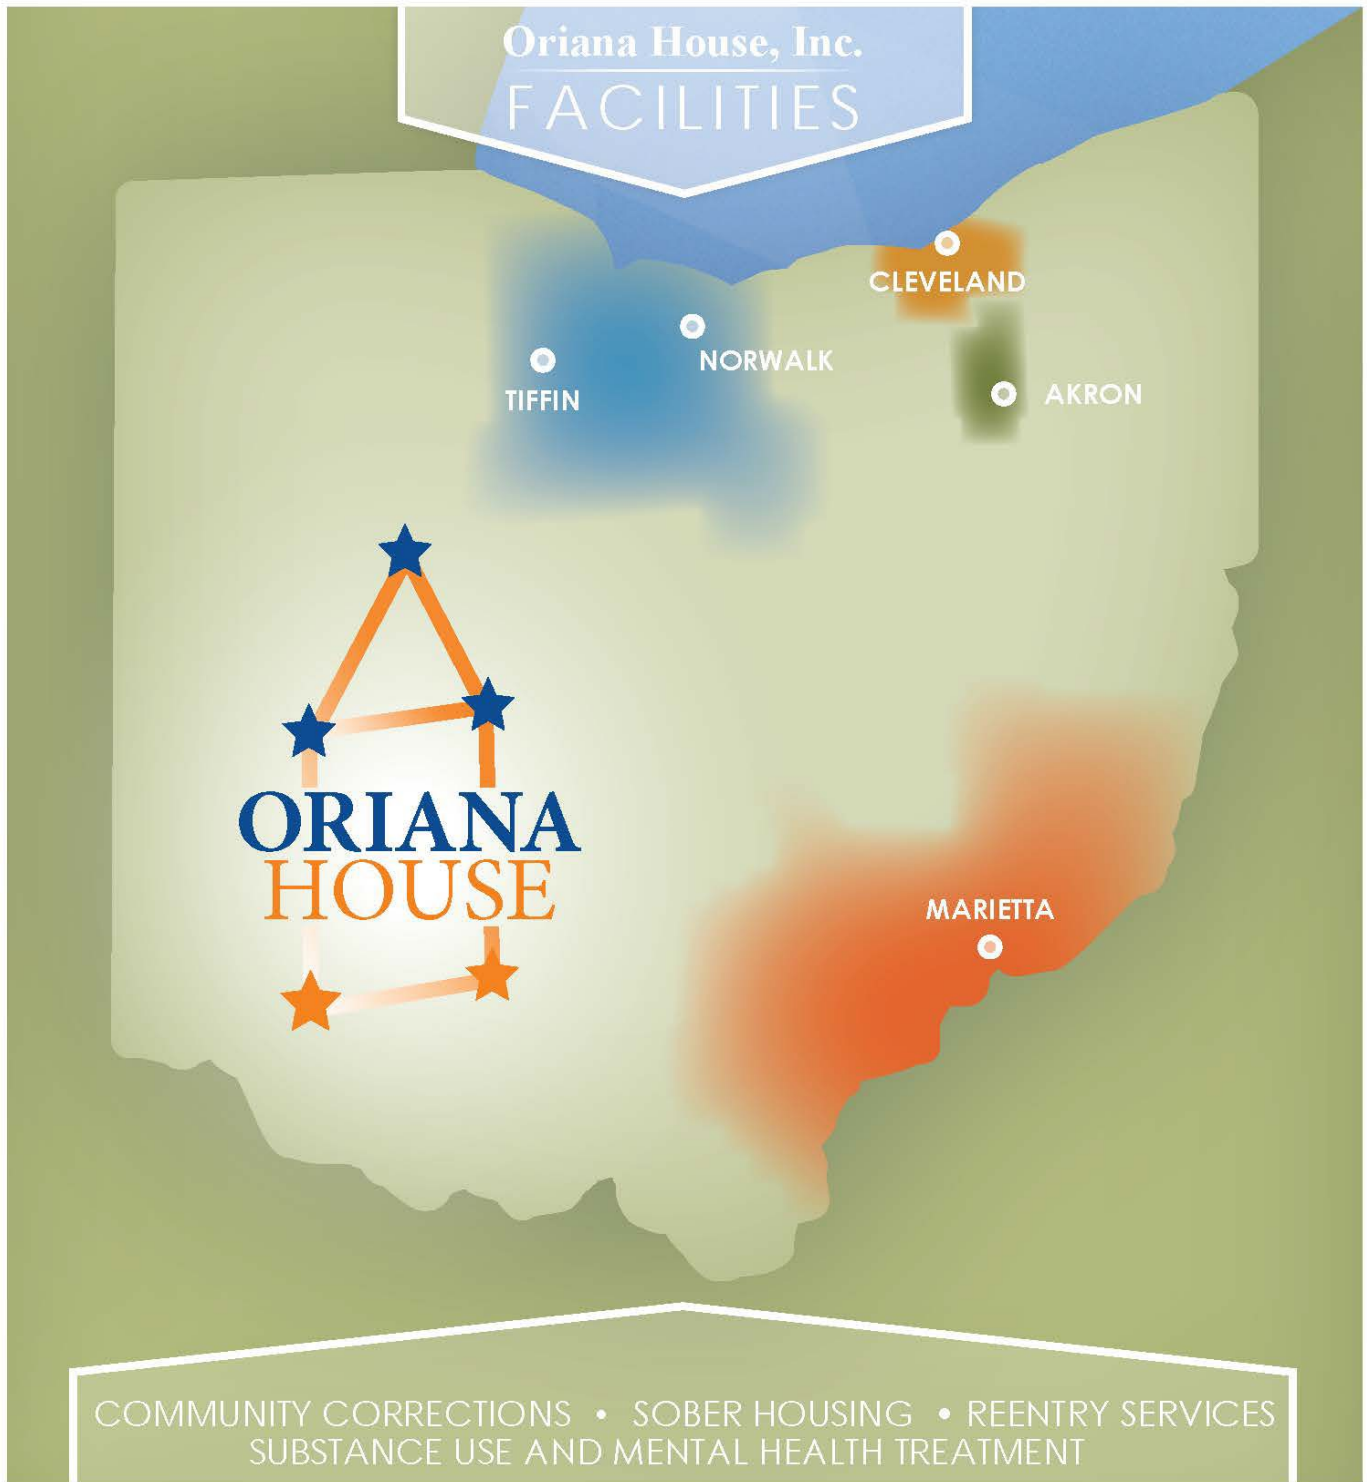 Oriana House, Inc.
FACILITIES
CLEVELAND
NORWALK
TIFFIN
AKRON
ORIANA
HOUSE
MARIETTA
COMMUNITY CORRECTIONS • SOBER HOUSING • REENTRY SERVICES
SUBSTANCE USE AND MENTAL HEALTH TREATMENT